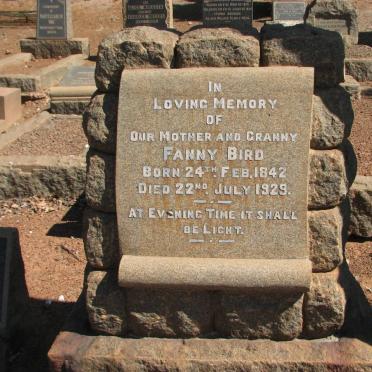 IN
LOVING MEMORY
OF
OUR MOTHER AND GRANNY
FANNY BIRD
BORN 24TH FEB. 1842
DIED 22ND JULY 1929.
AT EVENING TIME IT SHALL
BE LIGHT.